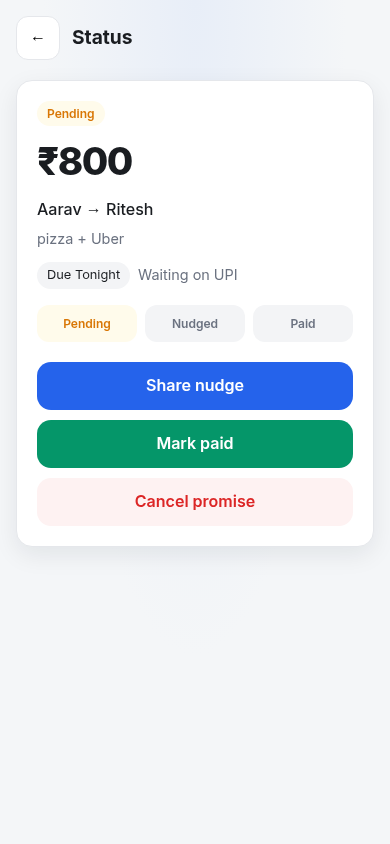 ← Status
Pending
₹800
Aarav → Ritesh
pizza + Uber
Due Tonight Waiting on UPI
Pending Nudged Paid
Share nudge
Mark paid
Cancel promise